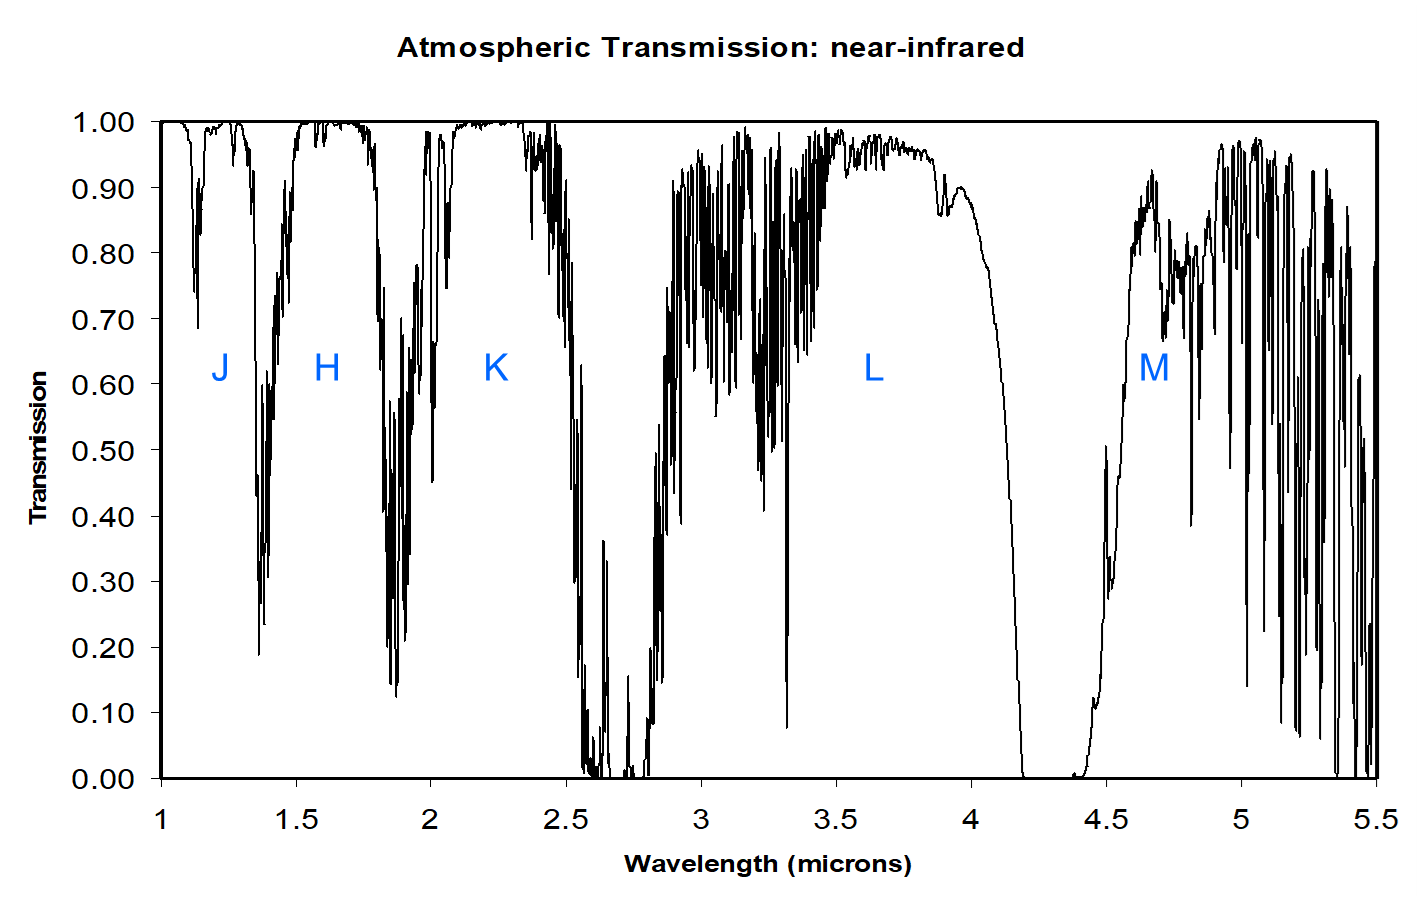 Atmospheric Transmission: near-infrared
1.00
0.90
0.80
0.70
0.60
0.50
0.40
0.30
0.20
0.10
0.00
Transmission
J H K L M
1 1.5 2 2.5 3 3.5 4 4.5 5 5.5
Wavelength (microns)